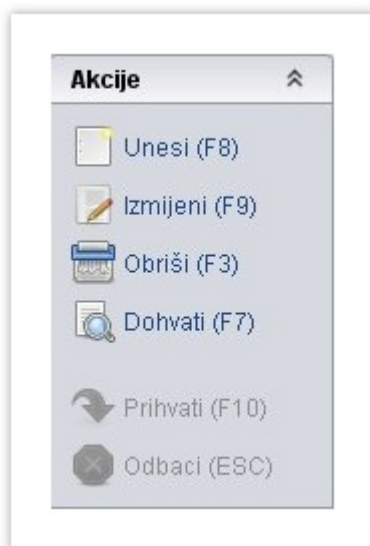 Akcije
Unesi (F8)
Izmijeni (F9)
Obriši (F3)
Dohvati (F7)
Prihvati (F10)
Odbaci (ESC)